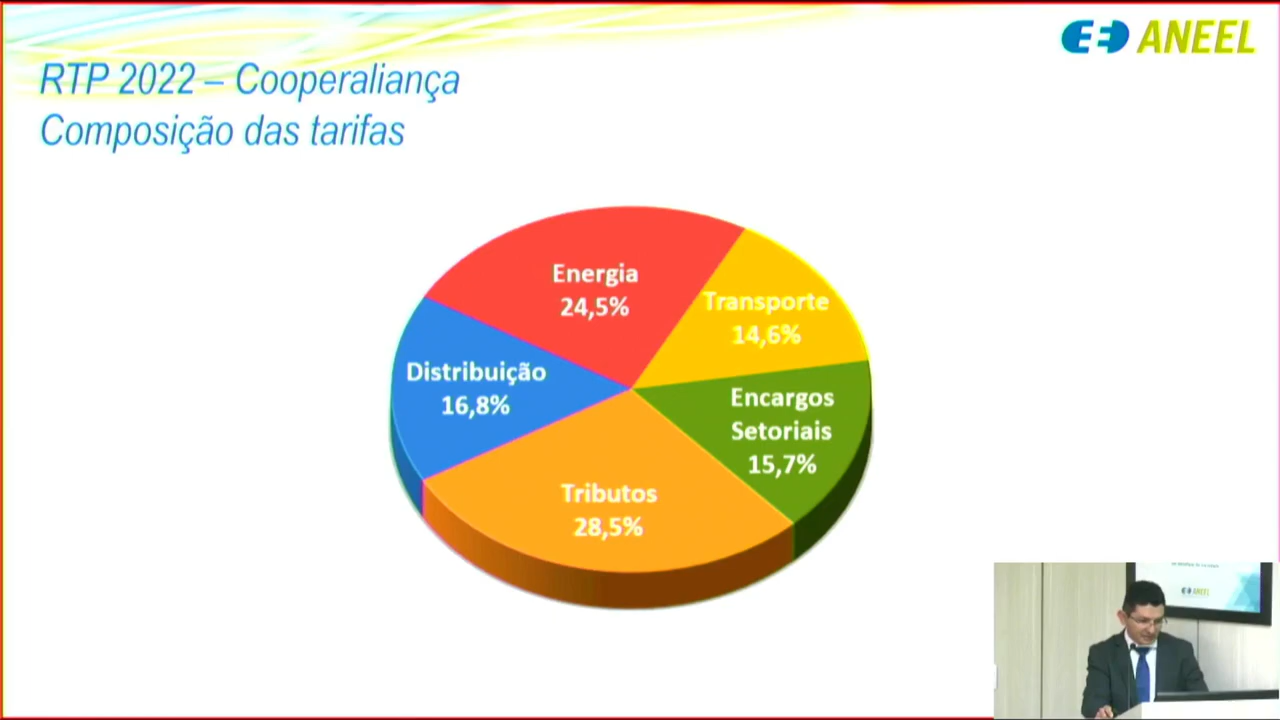 ANEEL
RTP 2022 – Cooperaliança
Composição das tarifas
Energia
24,5%
Transporte
14,6%
Distribuição
16,8%
Encargos
Setoriais
15,7%
Tributos
28,5%
ANEEL